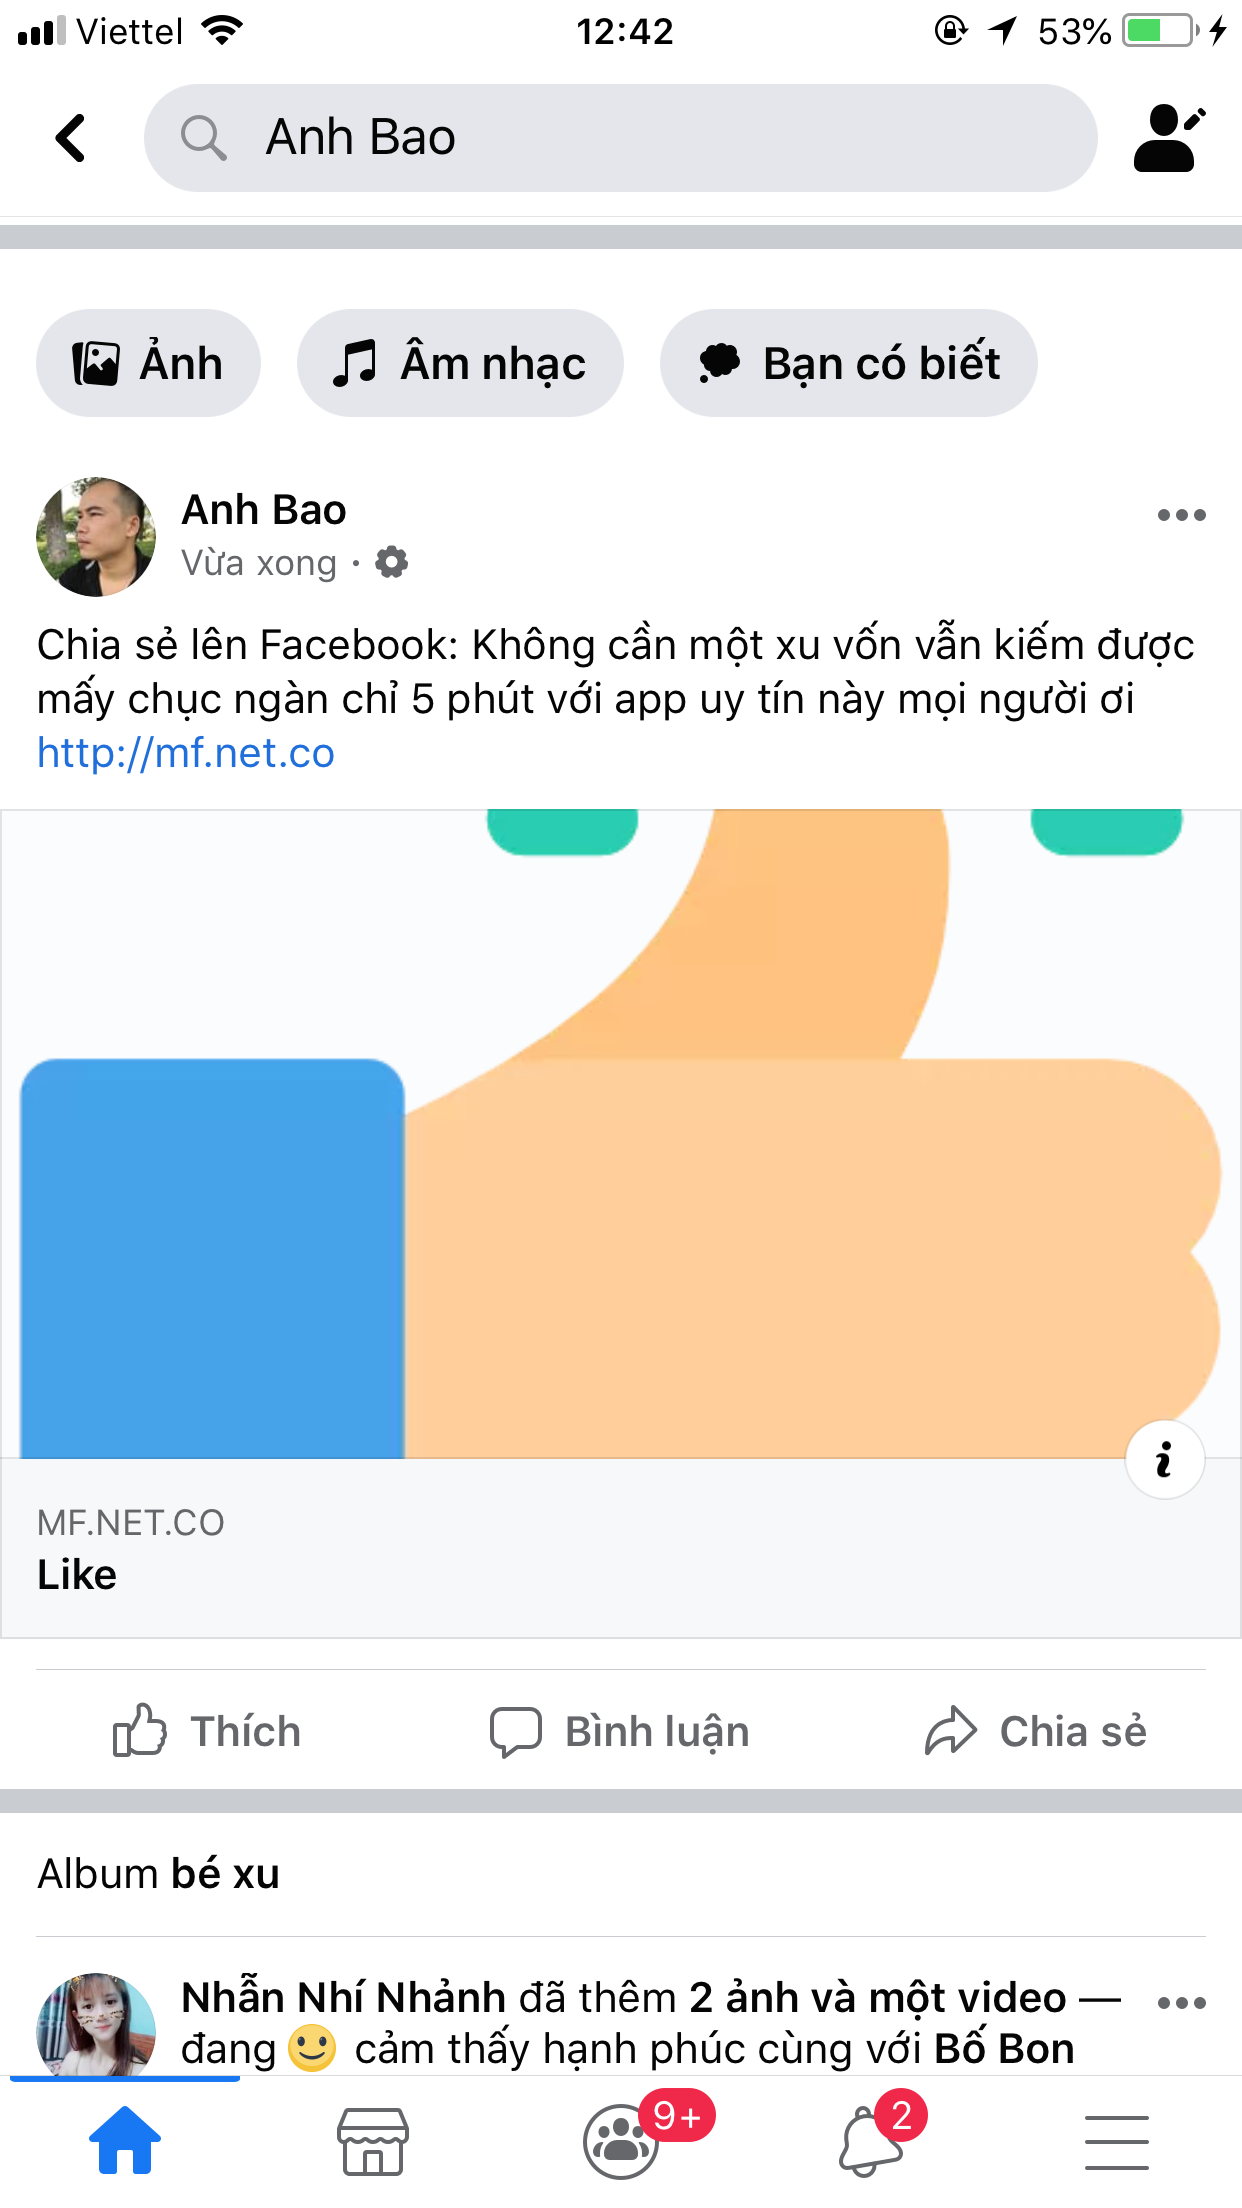 Viettel 12:42 53%
Anh Bao
Ảnh Âm nhạc Bạn có biết
Anh Bao
Vừa xong ·
Chia sẻ lên Facebook: Không cần một xu vốn vẫn kiếm được
mấy chục ngàn chỉ 5 phút với app uy tín này mọi người ơi
http://mf.net.co
i
MF.NET.CO
Like
Thích Bình luận Chia sẻ
Album bé xu
Nhẫn Nhí Nhảnh đã thêm 2 ảnh và một video —
đang 🙂 cảm thấy hạnh phúc cùng với Bố Bon
9+ 2